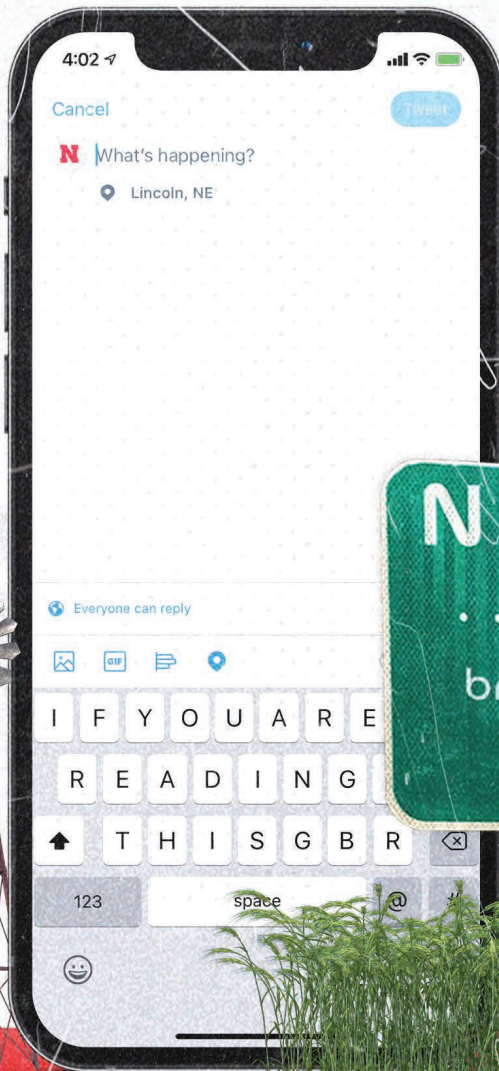 4:02
Cancel
Tweet
N What's happening?
Lincoln, NE
N
Everyone can reply
GIF
I F Y O U A R E
R E A D I N G
T H I S G B R
123 space @ #